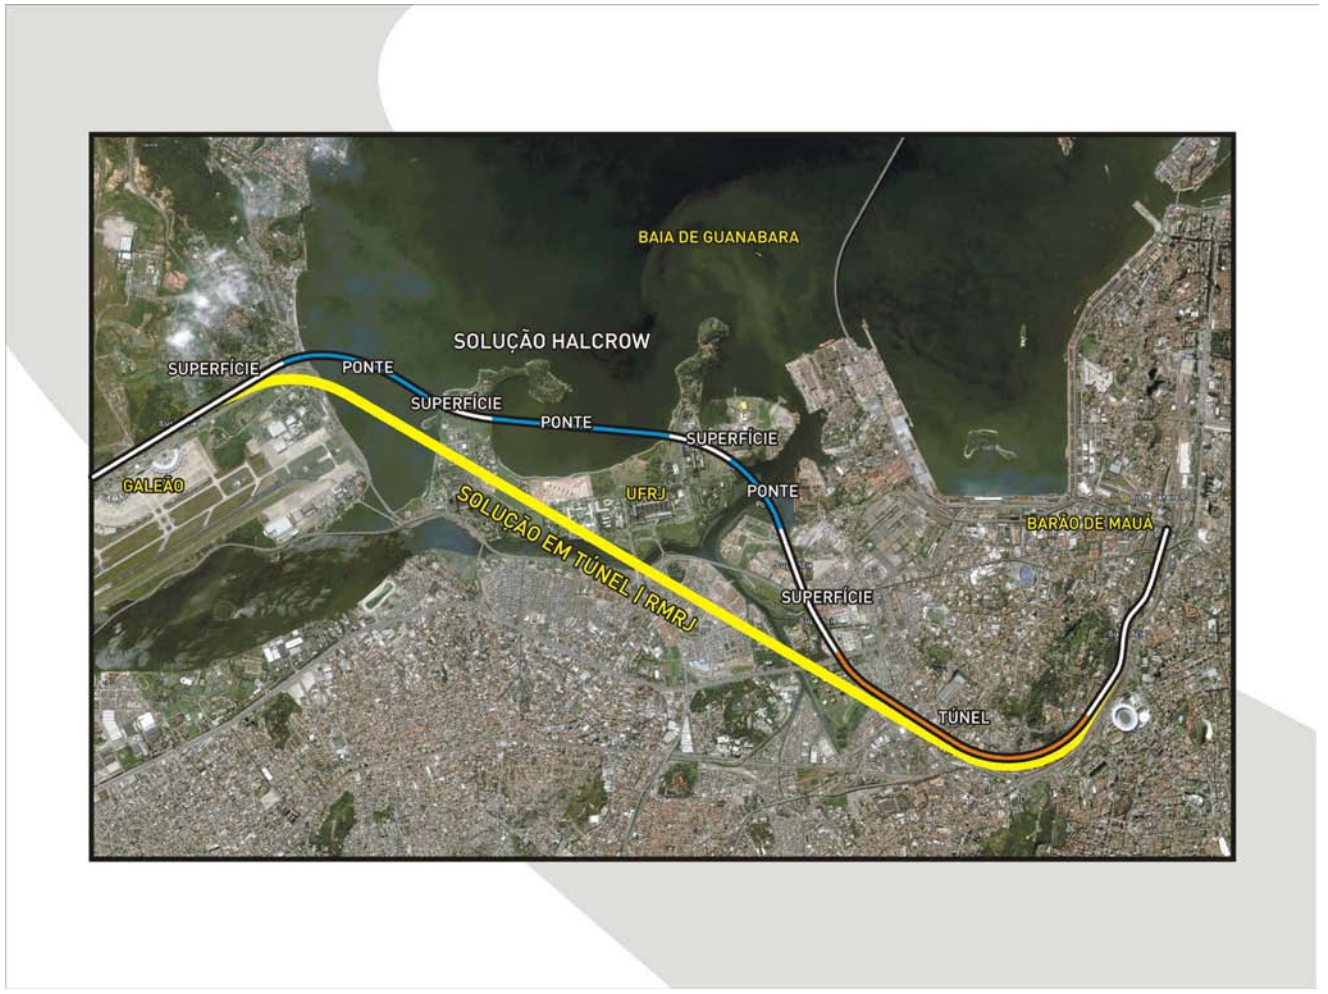 BAIA DE GUANABARA
SOLUÇÃO HALCROW
SUPERFÍCIE
PONTE
SUPERFÍCIE
PONTE
SUPERFÍCIE
GALEÃO
UFRJ
PONTE
SOLUÇÃO EM TÚNEL | RMRJ
BARÃO DE MAUÁ
SUPERFÍCIE
TÚNEL